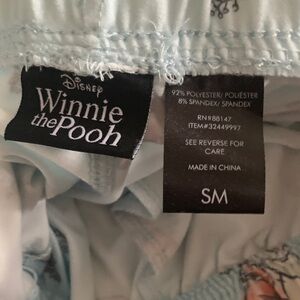 Disney
Winnie
the Pooh
92% POLYESTER/ POLIÉSTER
8% SPANDEX/ SPANDEX
RN#88147
ITEM#32449997
SEE REVERSE FOR
CARE
MADE IN CHINA
SM